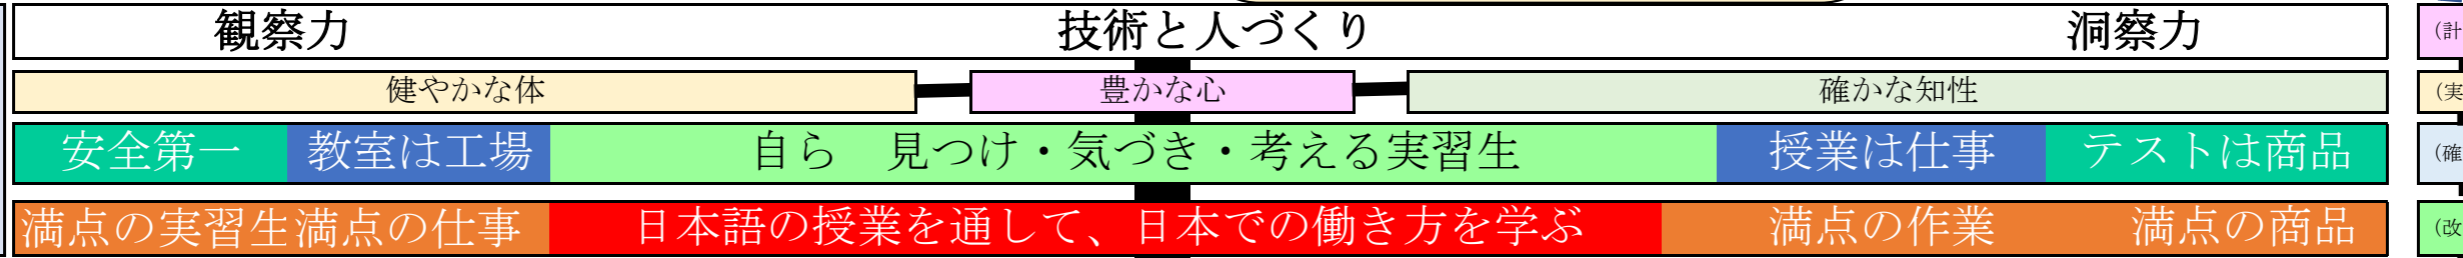 観察力 技術と人づくり 洞察力 (計
健やかな体 豊かな心 確かな知性 (実
安全第一 教室は工場 自ら 見つけ・気づき・考える実習生 授業は仕事 テストは商品 (確
満点の実習生満点の仕事 日本語の授業を通して、日本での働き方を学ぶ 満点の作業 満点の商品 (改